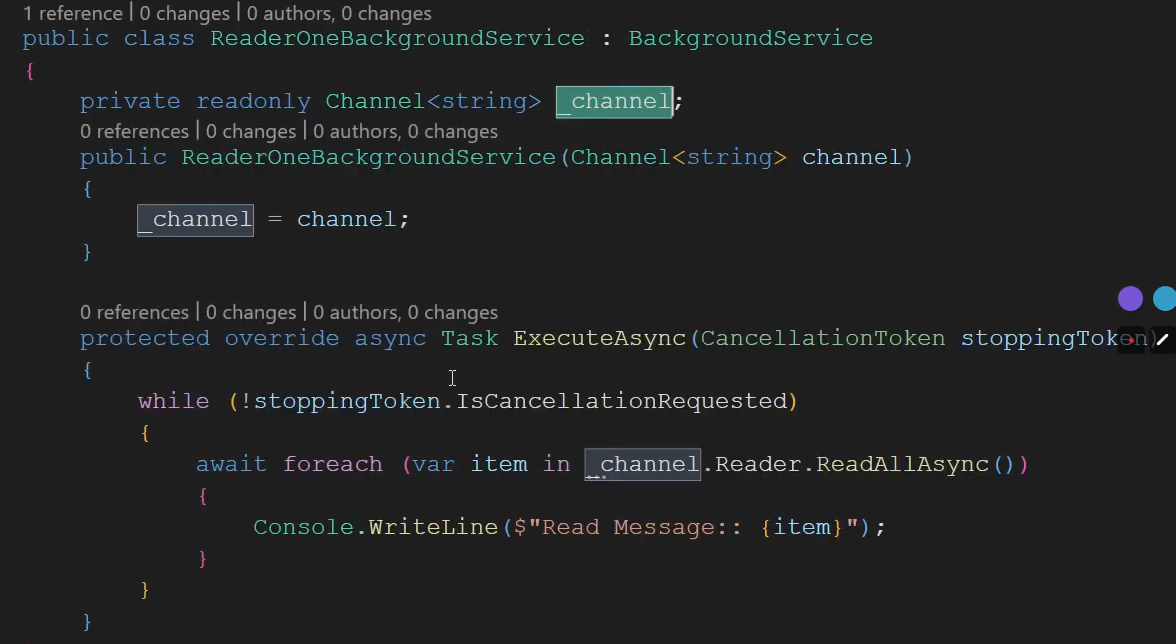 1 reference | 0 changes | 0 authors, 0 changes
public class ReaderOneBackgroundService : BackgroundService
{
private readonly Channel<string> _channel;
0 references | 0 changes | 0 authors, 0 changes
public ReaderOneBackgroundService(Channel<string> channel)
{
_channel = channel;
}
0 references | 0 changes | 0 authors, 0 changes
protected override async Task ExecuteAsync(CancellationToken stoppingToken)
{
while (!stoppingToken.IsCancellationRequested)
{
await foreach (var item in _channel.Reader.ReadAllAsync())
{
Console.WriteLine($"Read Message:: {item}");
}
}
}